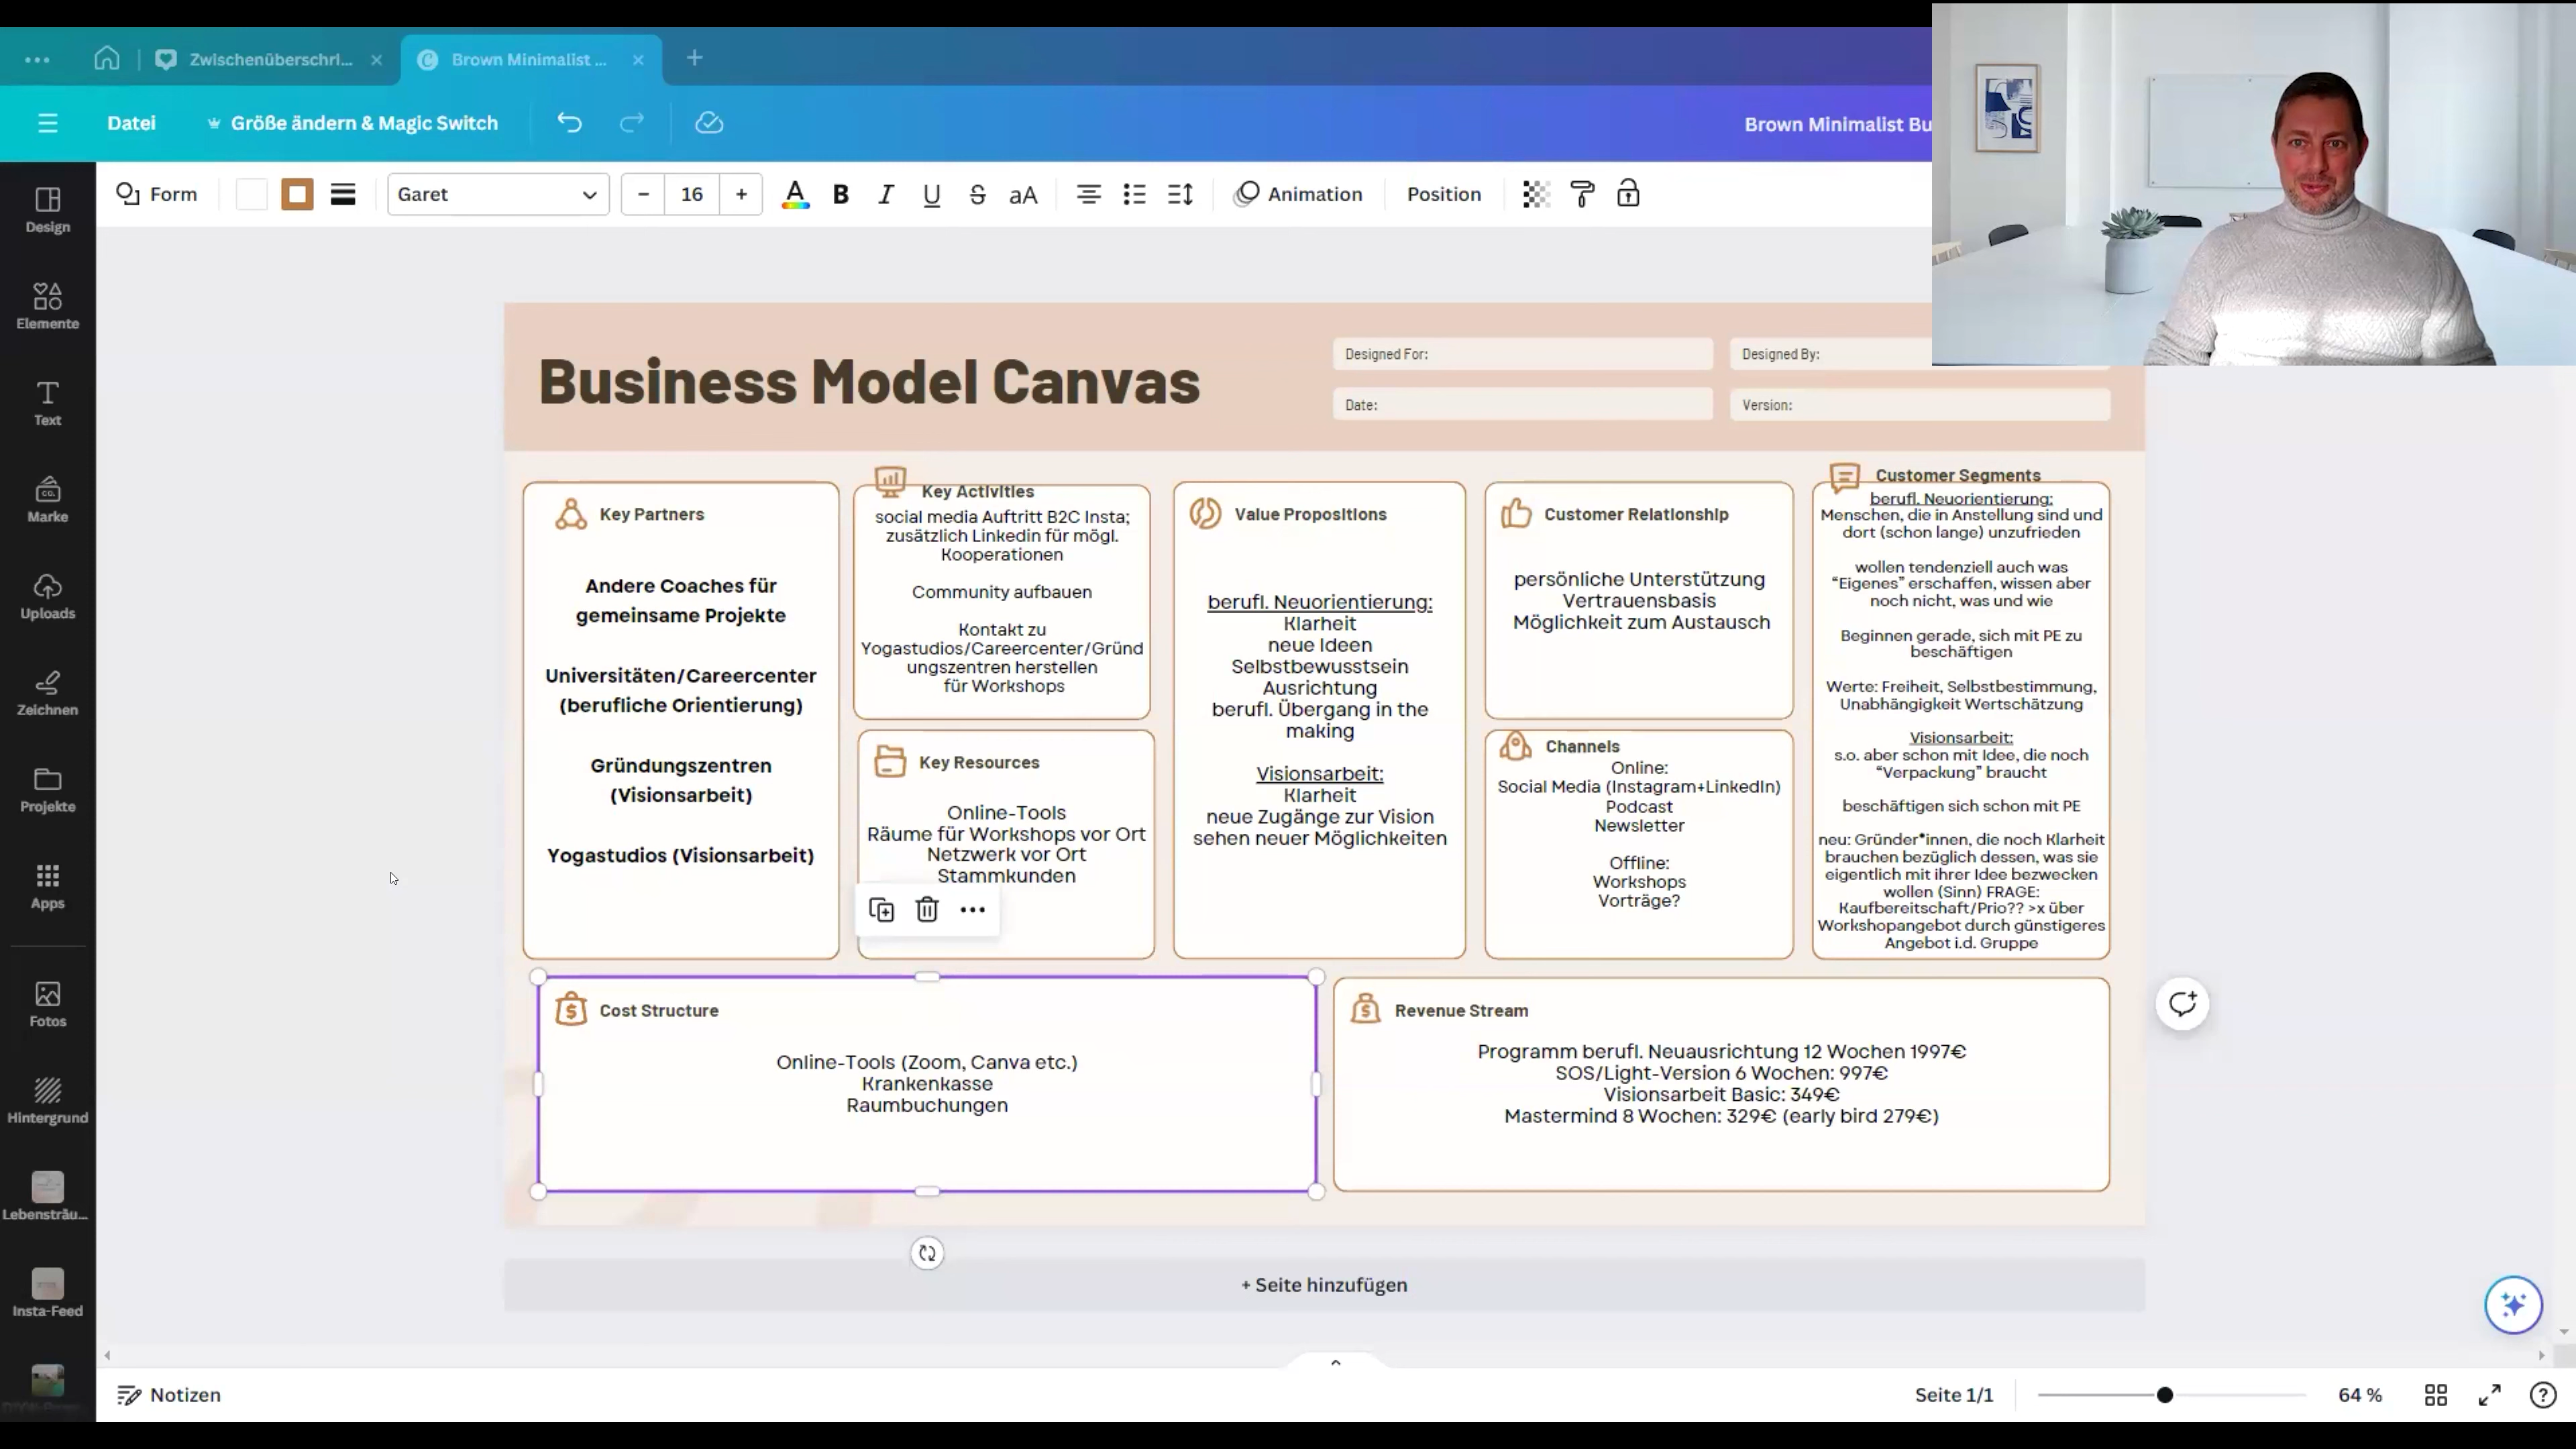 Zwischenüberschri...
Brown Minimalist ...
Datei
Größe ändern & Magic Switch
Brown Minimalist Bu
Form
Garet
16
A
B
I
U
S
aA
Animation
Position
Design
Elemente
Text
Marke
Uploads
Zeichnen
Projekte
Apps
Fotos
Hintergrund
Lebensträu...
Insta-Feed
Business Model Canvas
Designed For:
Designed By:
Date:
Version:
Key Partners
Andere Coaches für
gemeinsame Projekte
Universitäten/Careercenter
(berufliche Orientierung)
Gründungszentren
(Visionsarbeit)
Yogastudios (Visionsarbeit)
Key Activities
social media Auftritt B2C Insta;
zusätzlich Linkedin für mögl.
Kooperationen
Community aufbauen
Kontakt zu
Yogastudios/Careercenter/Gründ
ungszentren herstellen
für Workshops
Key Resources
Online-Tools
Räume für Workshops vor Ort
Netzwerk vor Ort
Stammkunden
Value Propositions
berufl. Neuorientierung:
Klarheit
neue Ideen
Selbstbewusstsein
Ausrichtung
berufl. Übergang in the
making
Visionsarbeit:
Klarheit
neue Zugänge zur Vision
sehen neuer Möglichkeiten
Customer Relationship
persönliche Unterstützung
Vertrauensbasis
Möglichkeit zum Austausch
Channels
Online:
Social Media (Instagram+LinkedIn)
Podcast
Newsletter
Offline:
Workshops
Vorträge?
Customer Segments
berufl. Neuorientierung:
Menschen, die in Anstellung sind und
dort (schon lange) unzufrieden
wollen tendenziell auch was
“Eigenes” erschaffen, wissen aber
noch nicht, was und wie
Beginnen gerade, sich mit PE zu
beschäftigen
Werte: Freiheit, Selbstbestimmung,
Unabhängigkeit Wertschätzung
Visionsarbeit:
s.o. aber schon mit Idee, die noch
“Verpackung” braucht
beschäftigen sich schon mit PE
neu: Gründer*innen, die noch Klarheit
brauchen bezüglich dessen, was sie
eigentlich mit ihrer Idee bezwecken
wollen (Sinn) FRAGE:
Kaufbereitschaft/Prio?? >x über
Workshopangebot durch günstigeres
Angebot i.d. Gruppe
Cost Structure
Online-Tools (Zoom, Canva etc.)
Krankenkasse
Raumbuchungen
Revenue Stream
Programm berufl. Neuausrichtung 12 Wochen 1997€
SOS/Light-Version 6 Wochen: 997€
Visionsarbeit Basic: 349€
Mastermind 8 Wochen: 329€ (early bird 279€)
+ Seite hinzufügen
Notizen
Seite 1/1
64 %